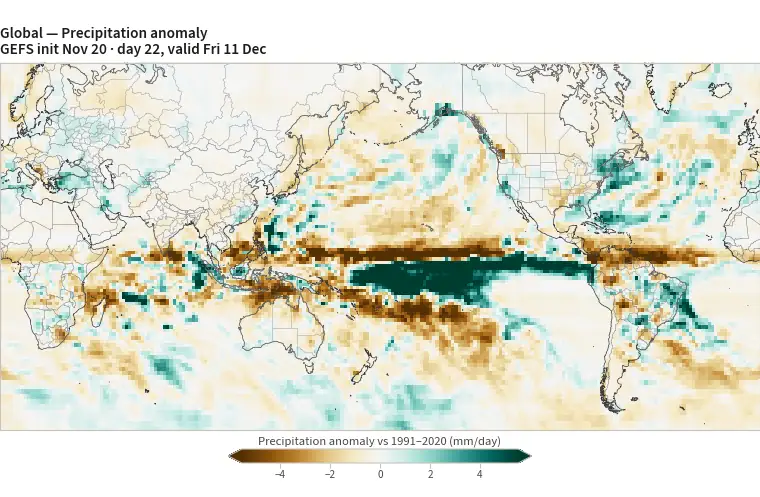 Global — Precipitation anomaly
GEFS init Nov 20 · day 22, valid Fri 11 Dec
Precipitation anomaly vs 1991–2020 (mm/day)
−4 −2 0 2 4